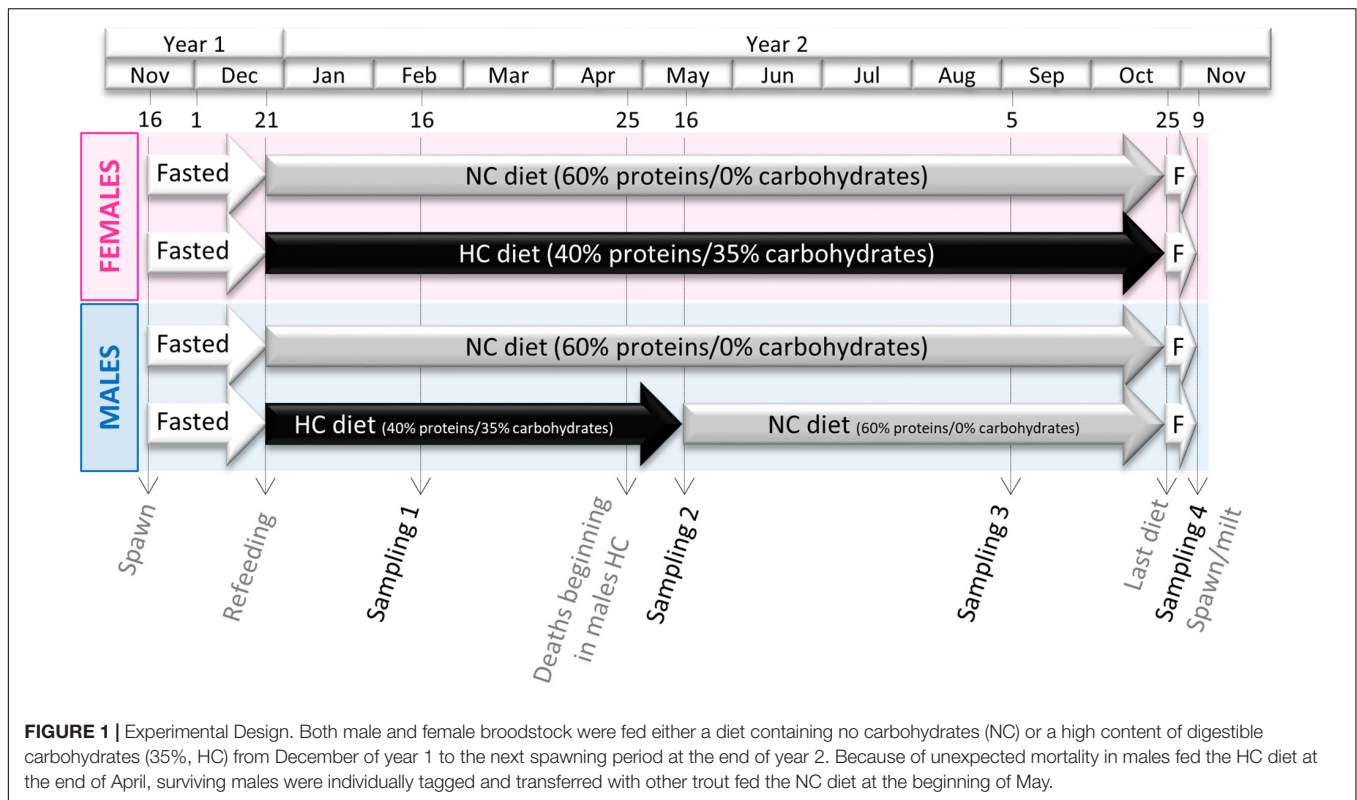 Year 1 Year 2
Nov Dec Jan Feb Mar Apr May Jun Jul Aug Sep Oct Nov
16 1 21 16 25 16 5 25 9
FEMALES
Fasted NC diet (60% proteins/0% carbohydrates) F
Fasted HC diet (40% proteins/35% carbohydrates) F
MALES
Fasted NC diet (60% proteins/0% carbohydrates) F
Fasted HC diet (40% proteins/35% carbohydrates) NC diet (60% proteins/0% carbohydrates) F
Spawn
Refeeding
Sampling 1
Deaths beginning
in males HC
Sampling 2
Sampling 3
Last diet
Sampling 4
Spawn/milt
FIGURE 1 | Experimental Design. Both male and female broodstock were fed either a diet containing no carbohydrates (NC) or a high content of digestible
carbohydrates (35%, HC) from December of year 1 to the next spawning period at the end of year 2. Because of unexpected mortality in males fed the HC diet at
the end of April, surviving males were individually tagged and transferred with other trout fed the NC diet at the beginning of May.